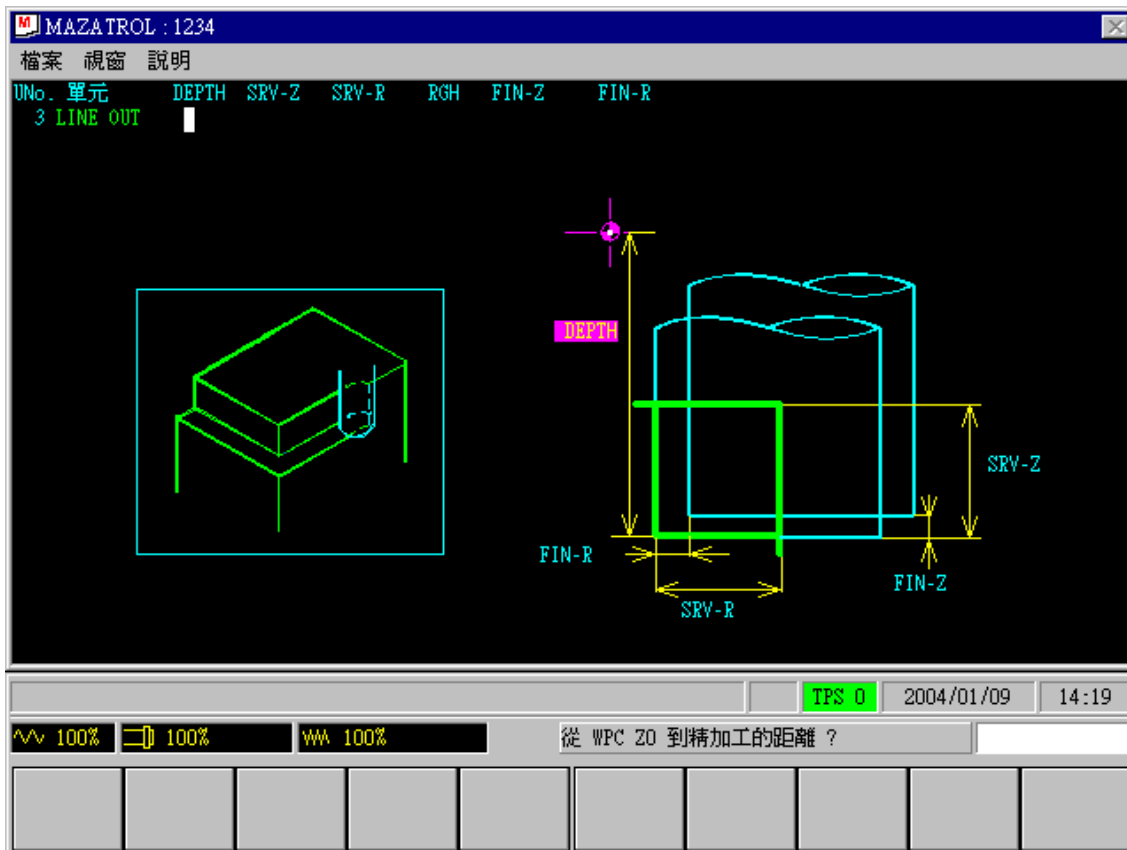 MAZATROL : 1234
檔案 視窗 說明
UNo. 單元 DEPTH SRV-Z SRV-R RGH FIN-Z FIN-R
3 LINE OUT
DEPTH
SRV-Z
FIN-R
FIN-Z
SRV-R
TPS 0 2004/01/09 14:19
100% 100% 100% 從 WPC Z0 到精加工的距離 ?